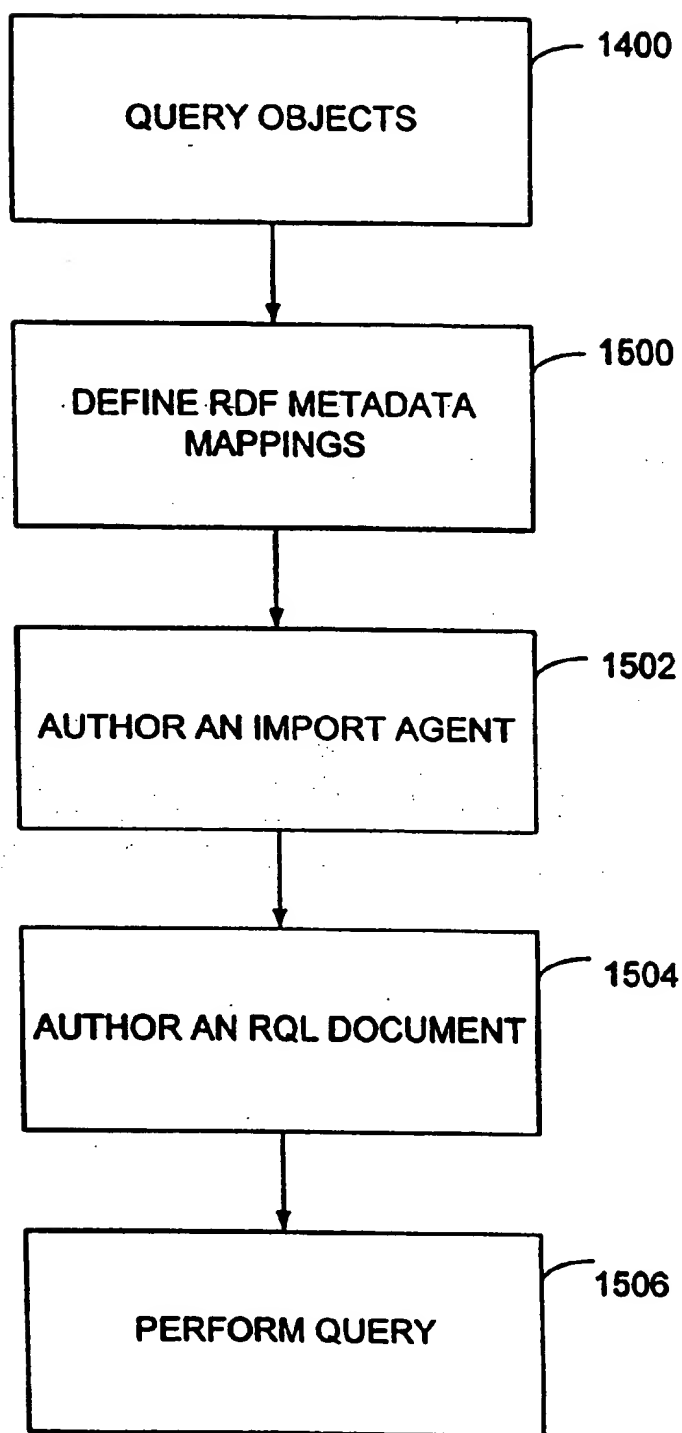 1400
QUERY OBJECTS
1500
DEFINE RDF METADATA
MAPPINGS
1502
AUTHOR AN IMPORT AGENT
1504
AUTHOR AN RQL DOCUMENT
1506
PERFORM QUERY